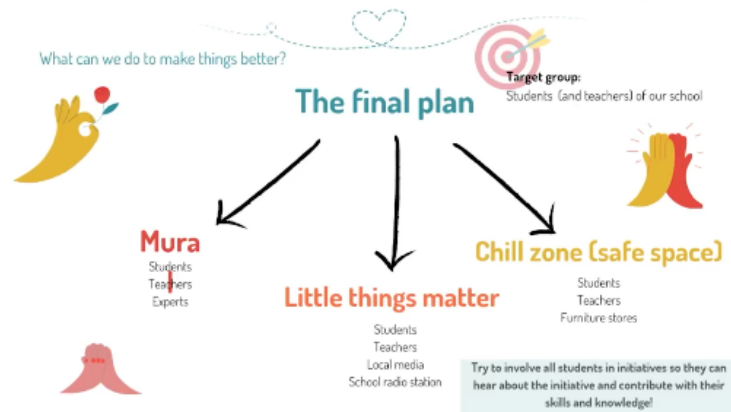 What can we do to make things better?
Target group:
Students (and teachers) of our school
The final plan
Mura
Students
Teachers
Experts
Little things matter
Students
Teachers
Local media
School radio station
Chill zone (safe space)
Students
Teachers
Furniture stores
Try to involve all students in initiatives so they can
hear about the initiative and contribute with their
skills and knowledge!